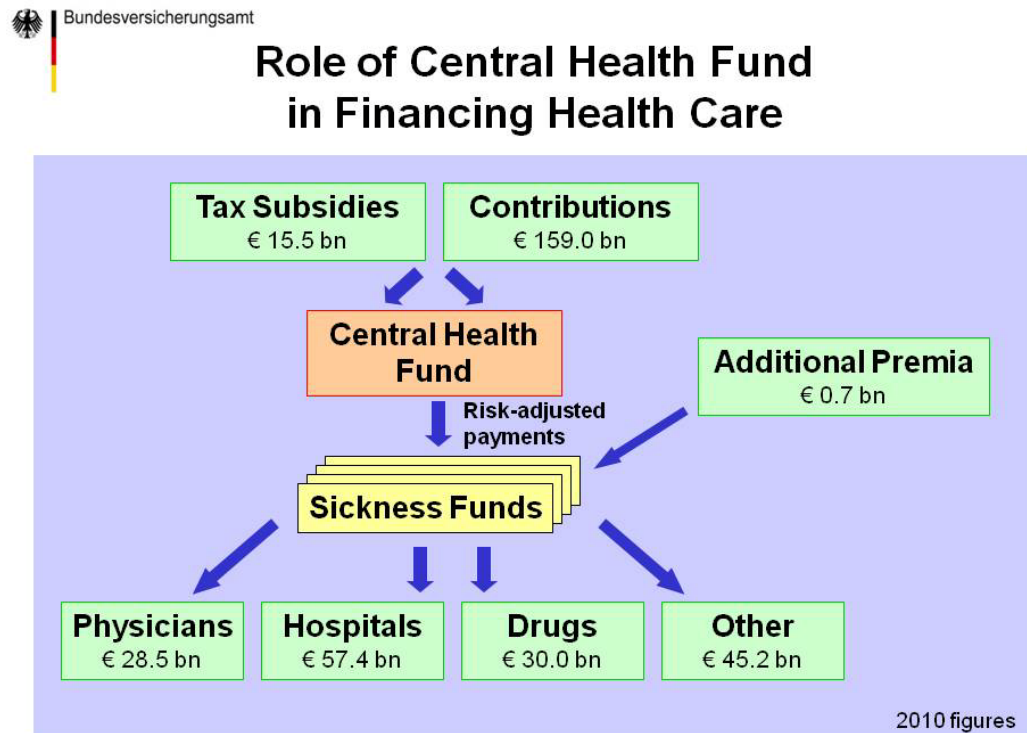 Bundesversicherungsamt
Role of Central Health Fund
in Financing Health Care
Tax Subsidies
€ 15.5 bn
Contributions
€ 159.0 bn
Central Health
Fund
Additional Premia
€ 0.7 bn
Risk-adjusted
payments
Sickness Funds
Physicians
€ 28.5 bn
Hospitals
€ 57.4 bn
Drugs
€ 30.0 bn
Other
€ 45.2 bn
2010 figures